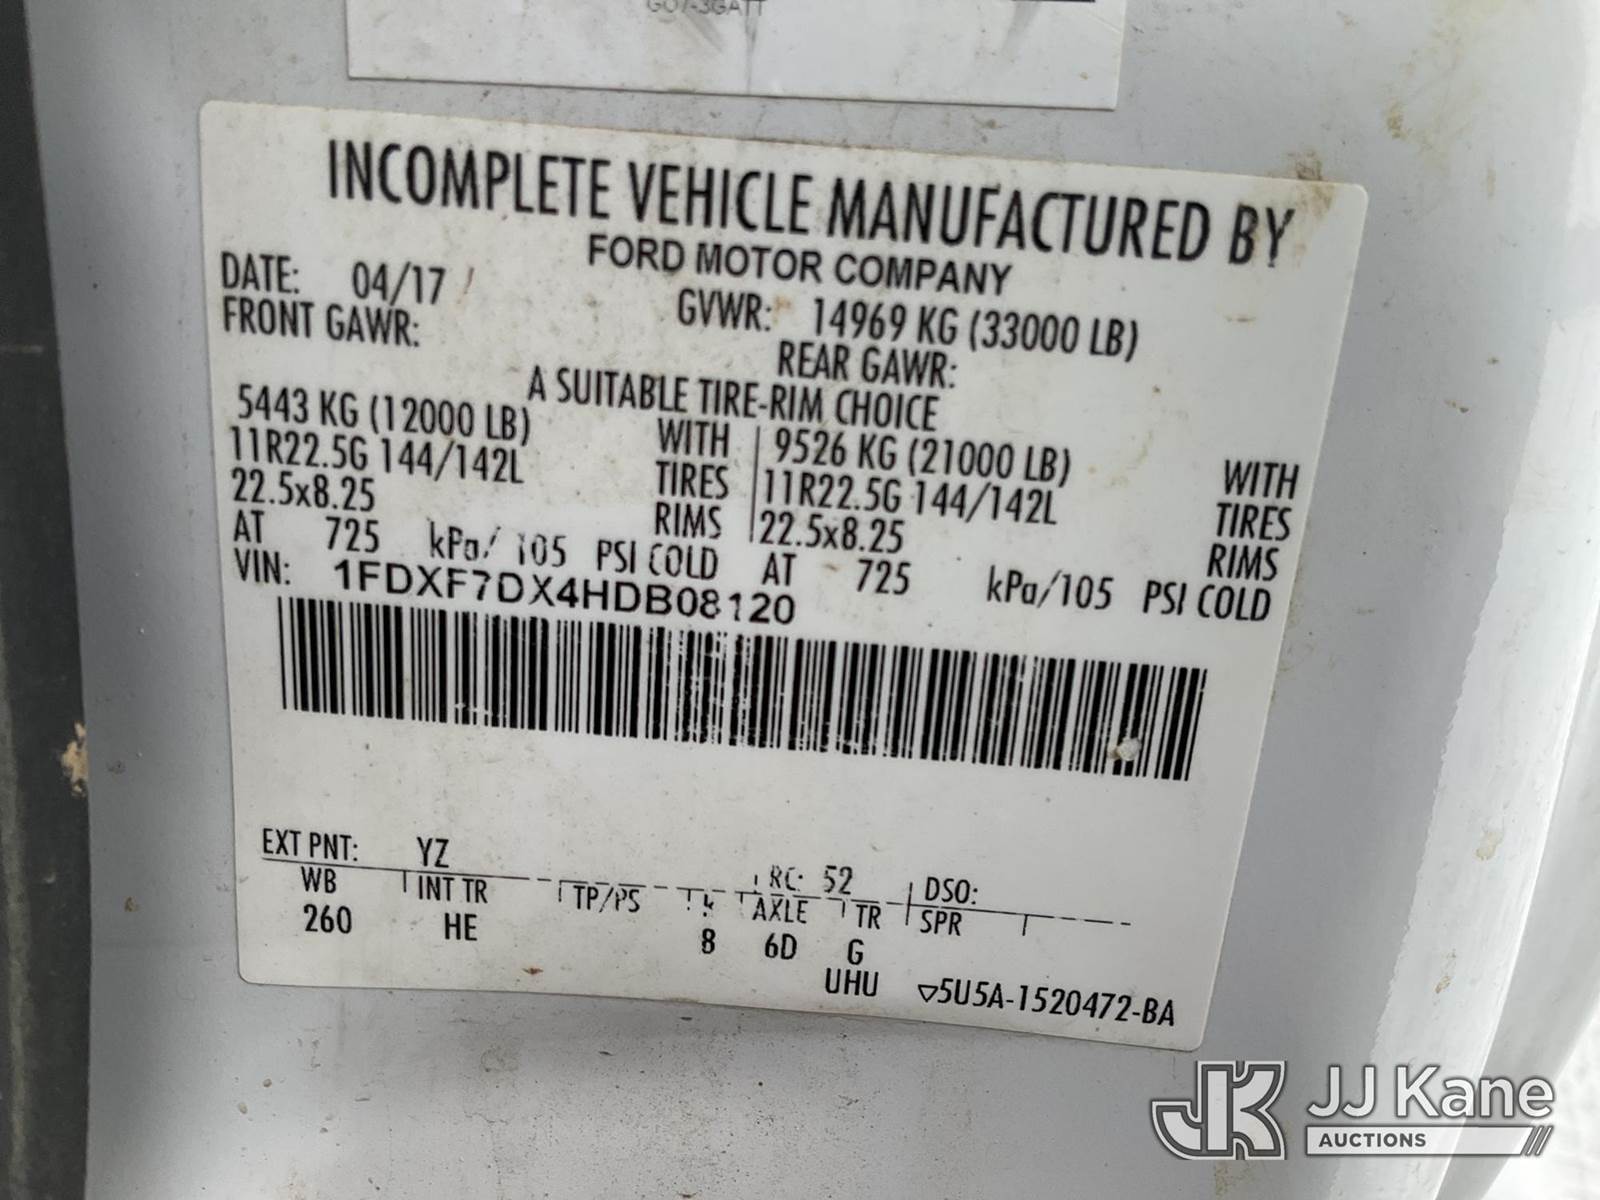 INCOMPLETE VEHICLE MANUFACTURED BY
FORD MOTOR COMPANY
DATE: 04/17 GVWR: 14969 KG (33000 LB)
FRONT GAWR: REAR GAWR:
A SUITABLE TIRE-RIM CHOICE
5443 KG (12000 LB) WITH 9526 KG (21000 LB) WITH
11R22.5G 144/142L TIRES 11R22.5G 144/142L TIRES
22.5x8.25 RIMS 22.5x8.25 RIMS
AT 725 kPa/ 105 PSI COLD AT 725 kPa/105 PSI COLD
VIN: 1FDXF7DX4HDB08120
EXT PNT: YZ RC: 52 DSO:
WB INT TR TP/PS AXLE TR SPR
260 HE 8 6D G
UHU 5U5A-1520472-BA
JK JJ Kane
AUCTIONS